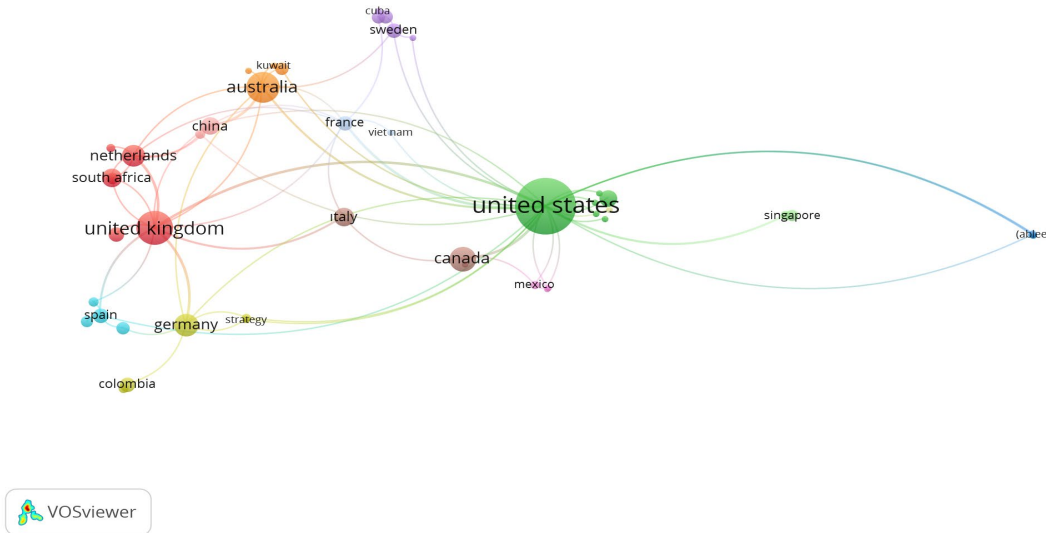 cuba
sweden
kuwait
australia
china
france
viet nam
netherlands
south africa
united states
italy
singapore
united kingdom
(ablee
canada
mexico
spain
germany
strategy
colombia
VOSviewer